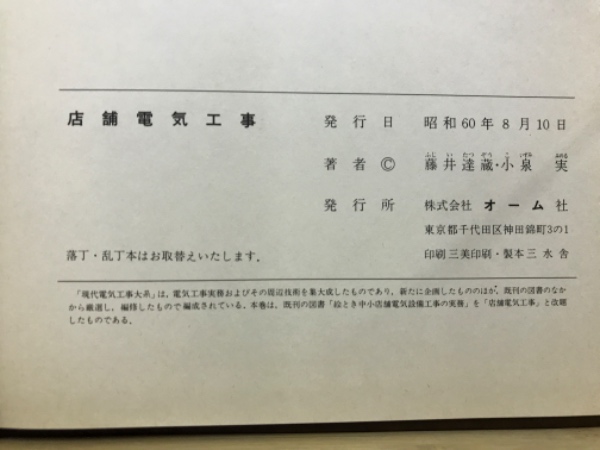 店舗電気工事
発行日 昭和60年8月10日
著者© 藤井達蔵・小泉 実
発行所 株式会社 オーム社
東京都千代田区神田錦町3の1
落丁・乱丁本はお取替えいたします. 印刷 三美印刷・製本 三水舎
「現代電気工事大系」は,電気工事実務およびその周辺技術を集大成したものであり,新たに企画したもののほか,既刊の図書のなか
から厳選し,編修したもので編成されている.本巻は,既刊の図書「絵とき中小店舗電気設備工事の実務」を「店舗電気工事」と改題
したものである.